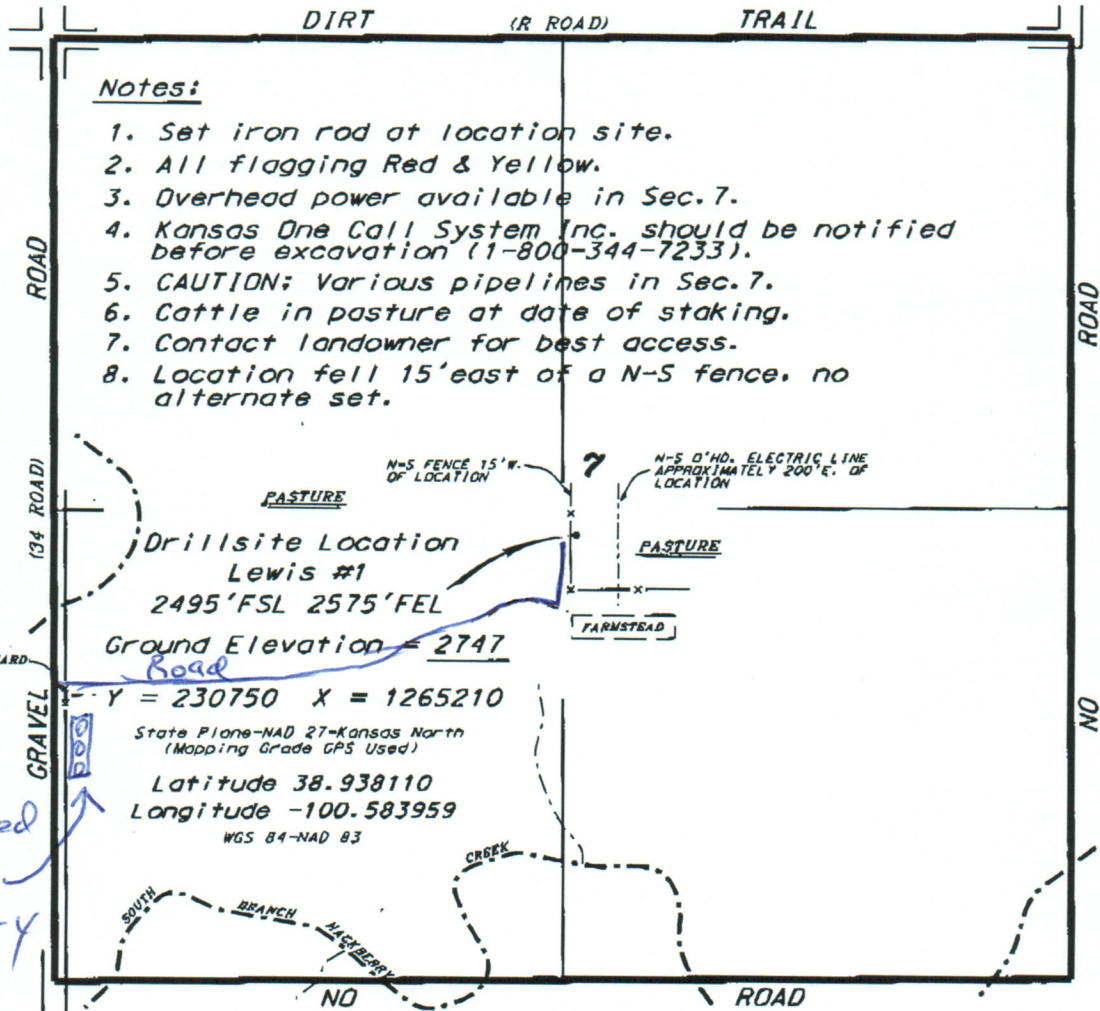 DIRT (R ROAD) TRAIL
Notes:
1. Set iron rod at location site.
2. All flagging Red & Yellow.
3. Overhead power available in Sec. 7.
4. Kansas One Call System Inc. should be notified
before excavation (1-800-344-7233).
5. CAUTION: Various pipelines in Sec. 7.
6. Cattle in pasture at date of staking.
7. Contact landowner for best access.
8. Location fell 15' east of a N-S fence, no
alternate set.
ROAD
(34 ROAD)
GRAVEL
ROAD
NO
N-S FENCE 15' W.
OF LOCATION
7
N-S O'HD. ELECTRIC LINE
APPROXIMATELY 200' E. OF
LOCATION
PASTURE
PASTURE
Drillsite Location
Lewis #1
2495' FSL 2575' FEL
FARMSTEAD
Ground Elevation = 2747
Road
Y = 230750 X = 1265210
State Plane-NAD 27-Kansas North
(Mapping Grade GPS Used)
Latitude 38.938110
Longitude -100.583959
WGS 84-NAD 83
SOUTH BRANCH HACKBERRY CREEK
NO ROAD